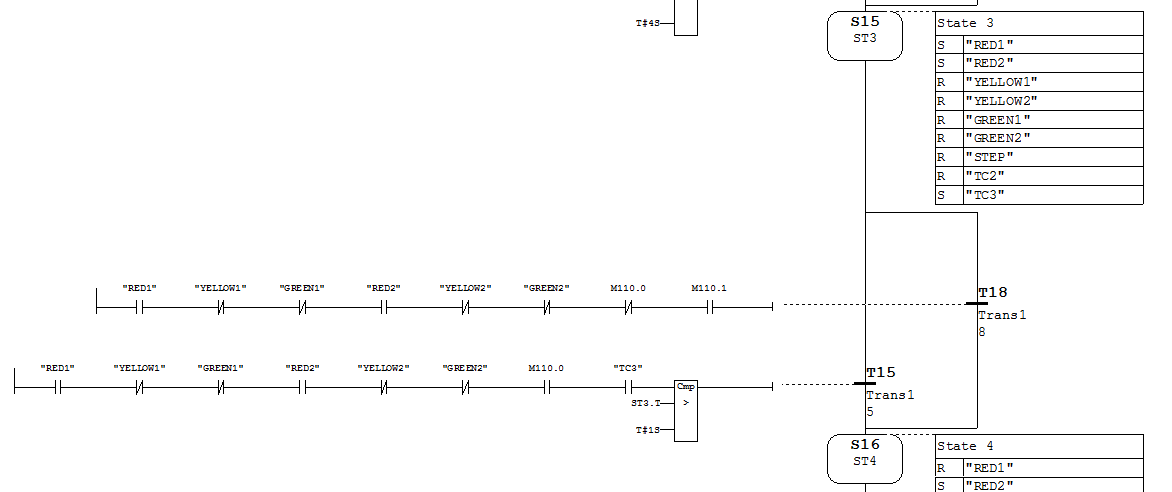 T#4S
S15
ST3
State 3
S "RED1"
S "RED2"
R "YELLOW1"
R "YELLOW2"
R "GREEN1"
R "GREEN2"
R "STEP"
R "TC2"
S "TC3"
"RED1" "YELLOW1" "GREEN1" "RED2" "YELLOW2" "GREEN2" M110.0 M110.1
T18
Trans1
8
"RED1" "YELLOW1" "GREEN1" "RED2" "YELLOW2" "GREEN2" M110.0 "TC3"
Cmp
ST3.T
>
T#1S
T15
Trans1
5
S16
ST4
State 4
R "RED1"
S "RED2"